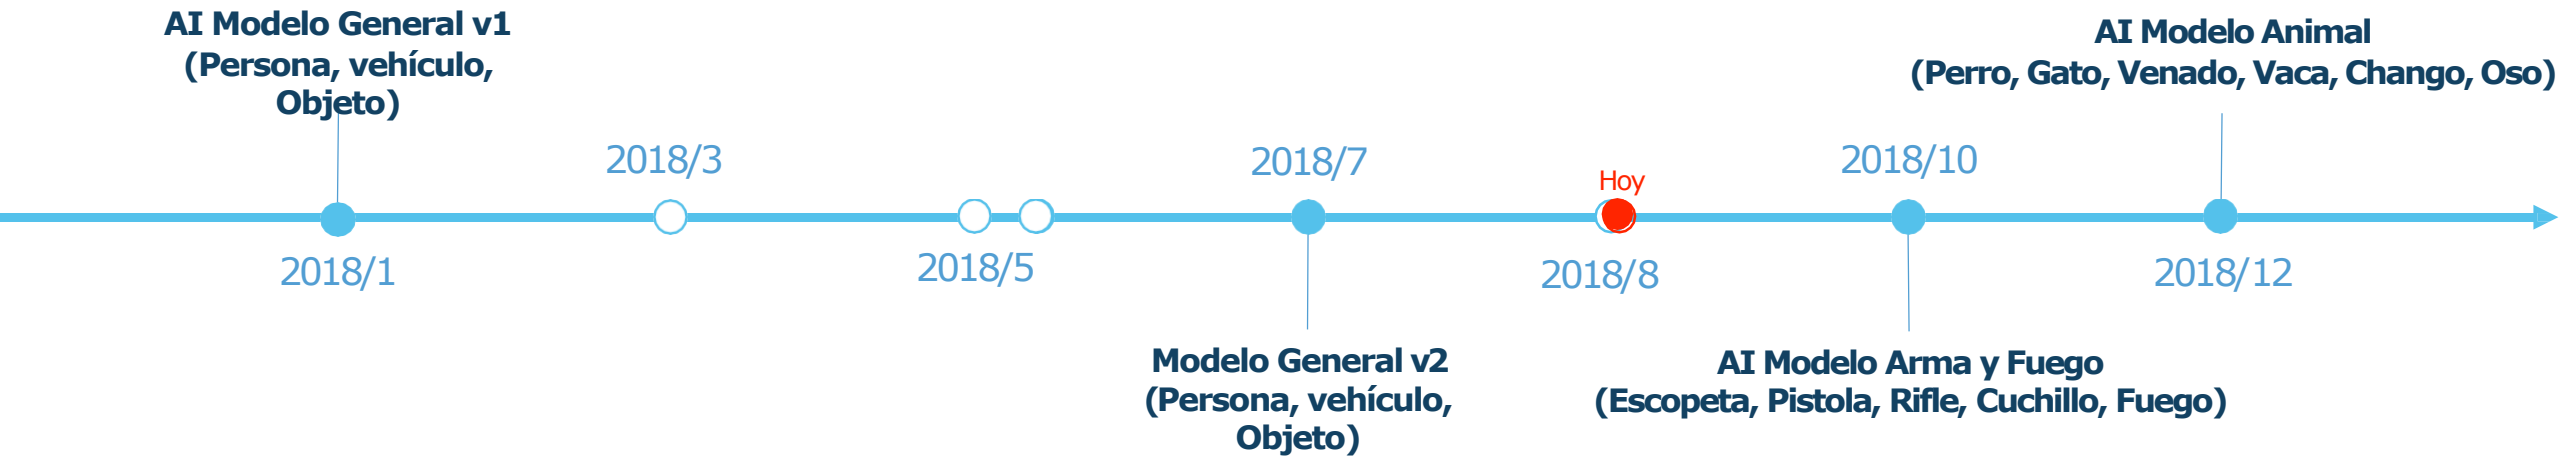 AI Modelo General v1
(Persona, vehículo,
Objeto)
AI Modelo Animal
(Perro, Gato, Venado, Vaca, Chango, Oso)
2018/3
2018/7
Hoy
2018/10
2018/1
2018/5
2018/8
2018/12
Modelo General v2
(Persona, vehículo,
Objeto)
AI Modelo Arma y Fuego
(Escopeta, Pistola, Rifle, Cuchillo, Fuego)